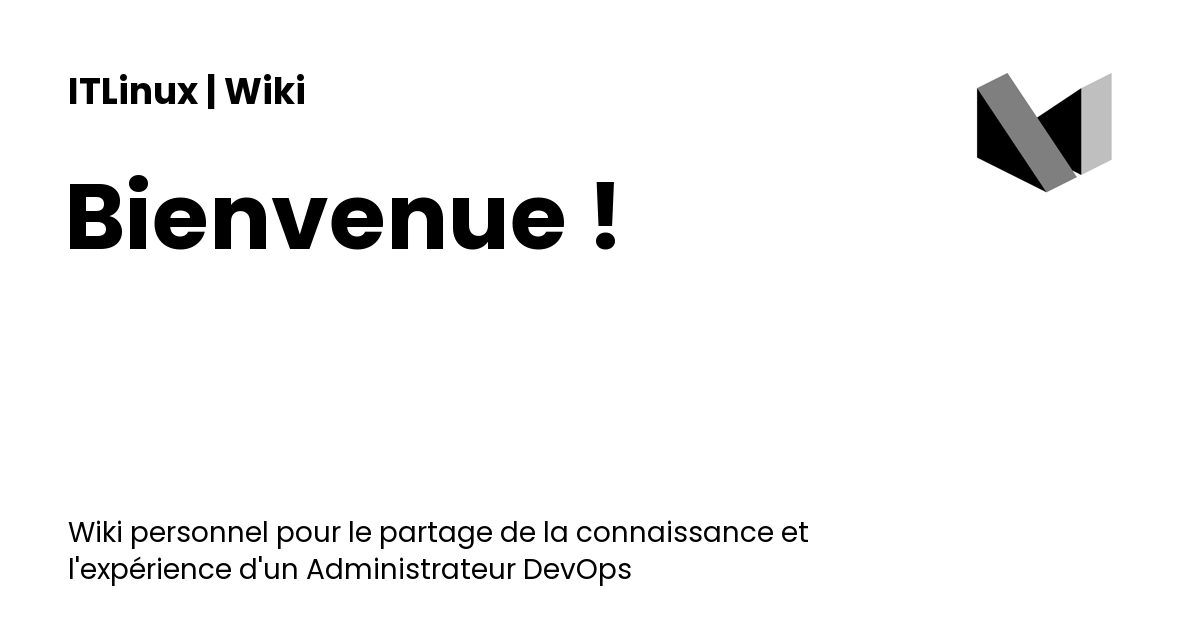 ITLinux | Wiki
Bienvenue !
Wiki personnel pour le partage de la connaissance et
l'expérience d'un Administrateur DevOps